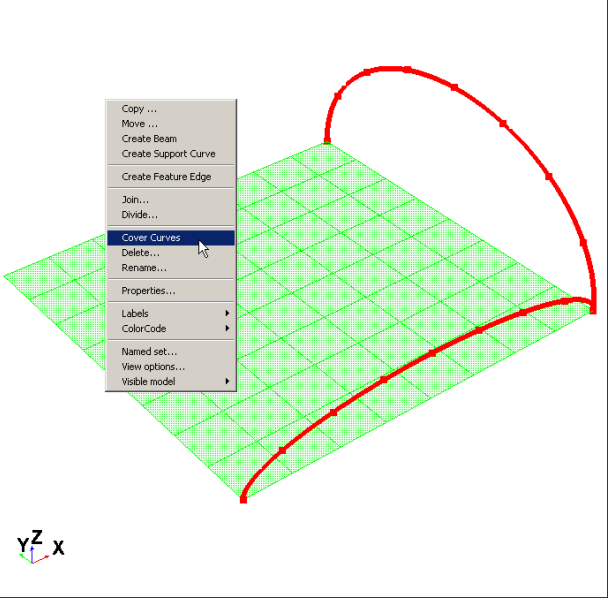 Copy ...
Move ...
Create Beam
Create Support Curve
Create Feature Edge
Join...
Divide...
Cover Curves
Delete...
Rename...
Properties...
Labels
ColorCode
Named set...
View options...
Visible model
Y Z X